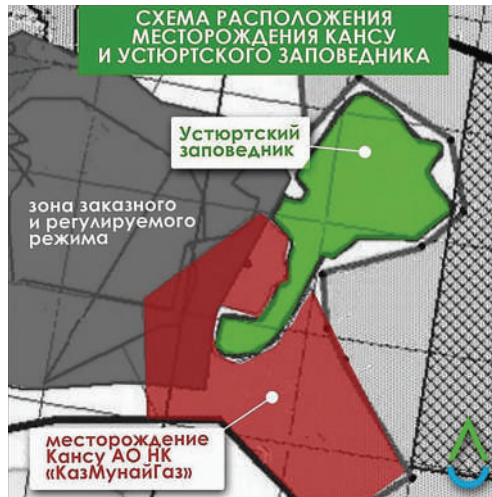 СХЕМА РАСПОЛОЖЕНИЯ
МЕСТОРОЖДЕНИЯ КАНСУ
И УСТЮРТСКОГО ЗАПОВЕДНИКА
Устюртский
заповедник
зона заказного
и регулируемого
режима
месторождение
Кансу АО НК
«КазМунайГаз»